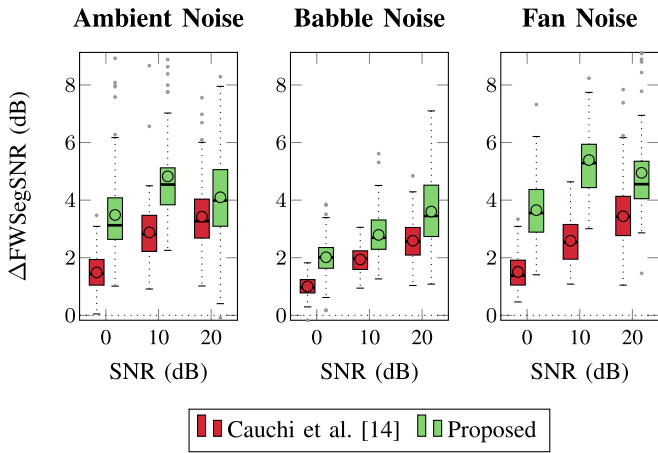 Ambient Noise Babble Noise Fan Noise
ΔFWSegSNR (dB)
8
6
4
2
0
0 10 20
SNR (dB)
8
6
4
2
0
0 10 20
SNR (dB)
8
6
4
2
0
0 10 20
SNR (dB)
Cauchi et al. [14] Proposed